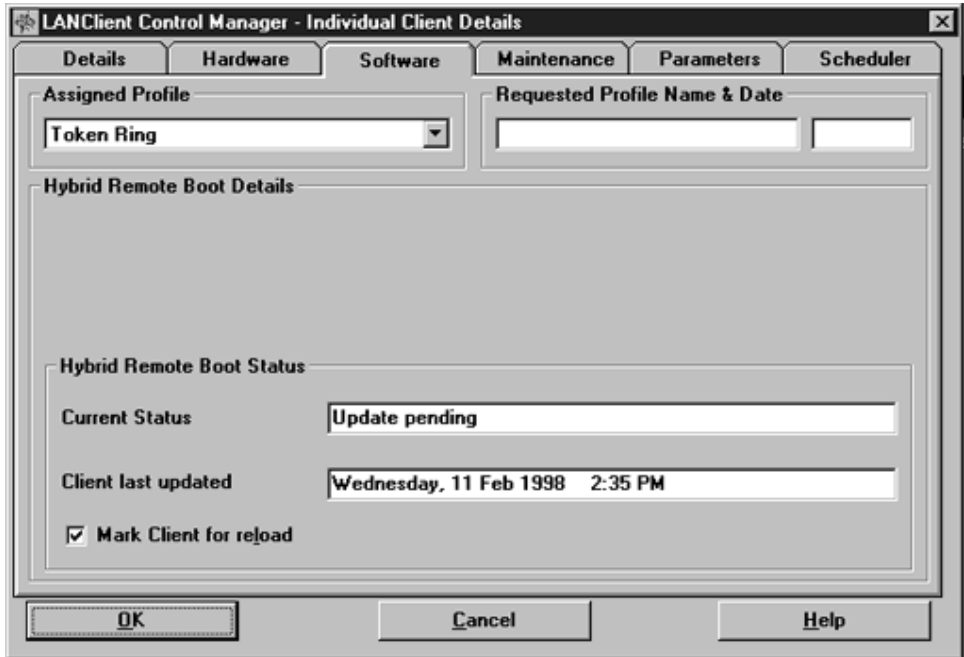 LANClient Control Manager - Individual Client Details
Details Hardware Software Maintenance Parameters Scheduler
Assigned Profile Requested Profile Name & Date
Token Ring
Hybrid Remote Boot Details
Hybrid Remote Boot Status
Current Status Update pending
Client last updated Wednesday, 11 Feb 1998 2:35 PM
Mark Client for reload
OK Cancel Help